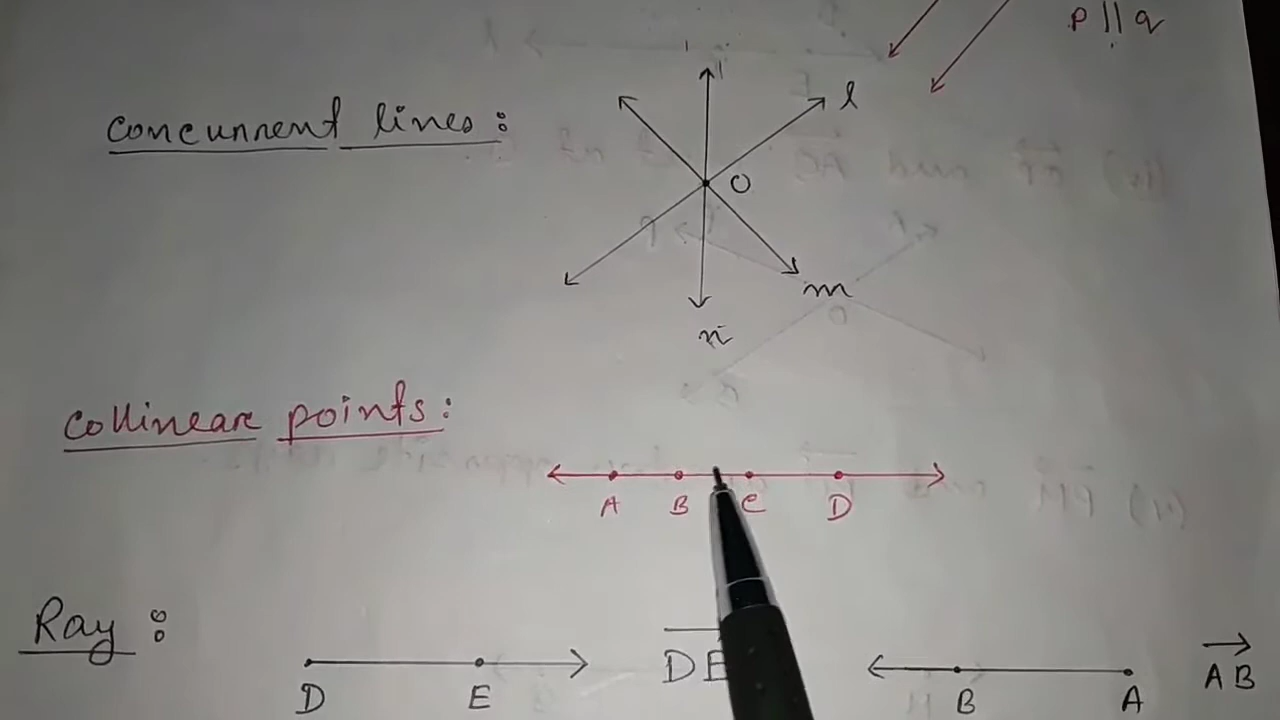 p || q
concurrent lines:
l
O
m
n
collinear points:
A B C D
Ray:
D E
DE
B A
AB